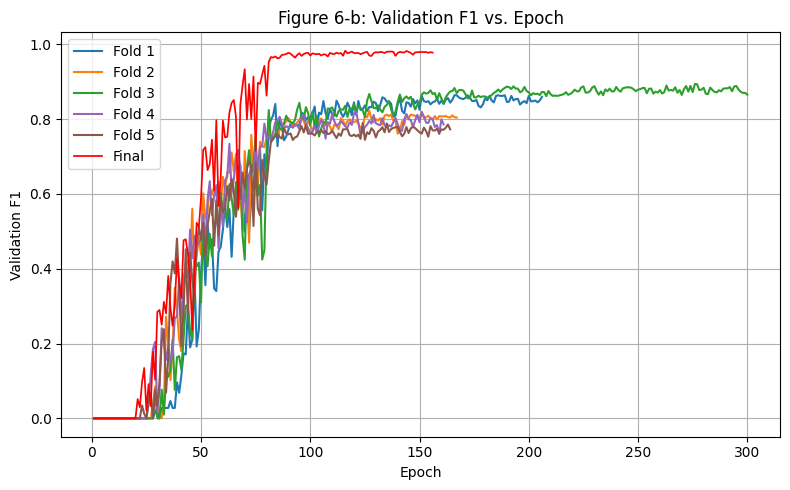 Figure 6-b: Validation F1 vs. Epoch
1.0
0.8
0.6
0.4
0.2
0.0
Validation F1
Fold 1
Fold 2
Fold 3
Fold 4
Fold 5
Final
0 50 100 150 200 250 300
Epoch